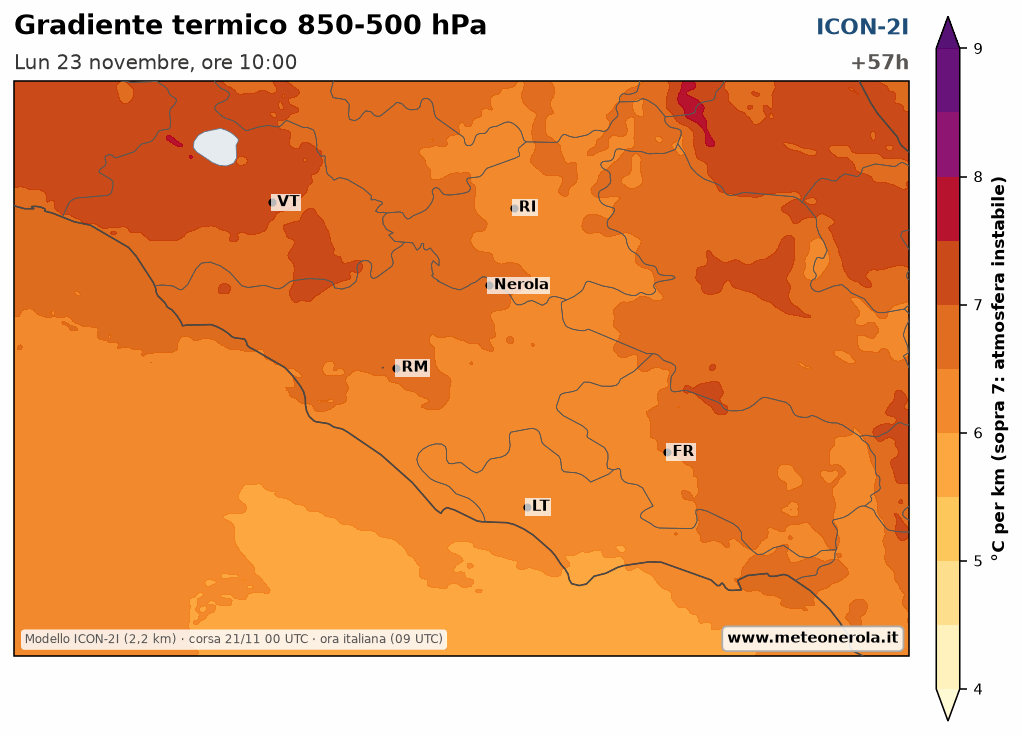 Gradiente termico 850-500 hPa
ICON-2I
Lun 23 novembre, ore 10:00
+57h
VT
RI
Nerola
RM
FR
LT
Modello ICON-2I (2,2 km) · corsa 21/11 00 UTC · ora italiana (09 UTC)
www.meteonerola.it
9
8
7
6
5
4
°C per km (sopra 7: atmosfera instabile)